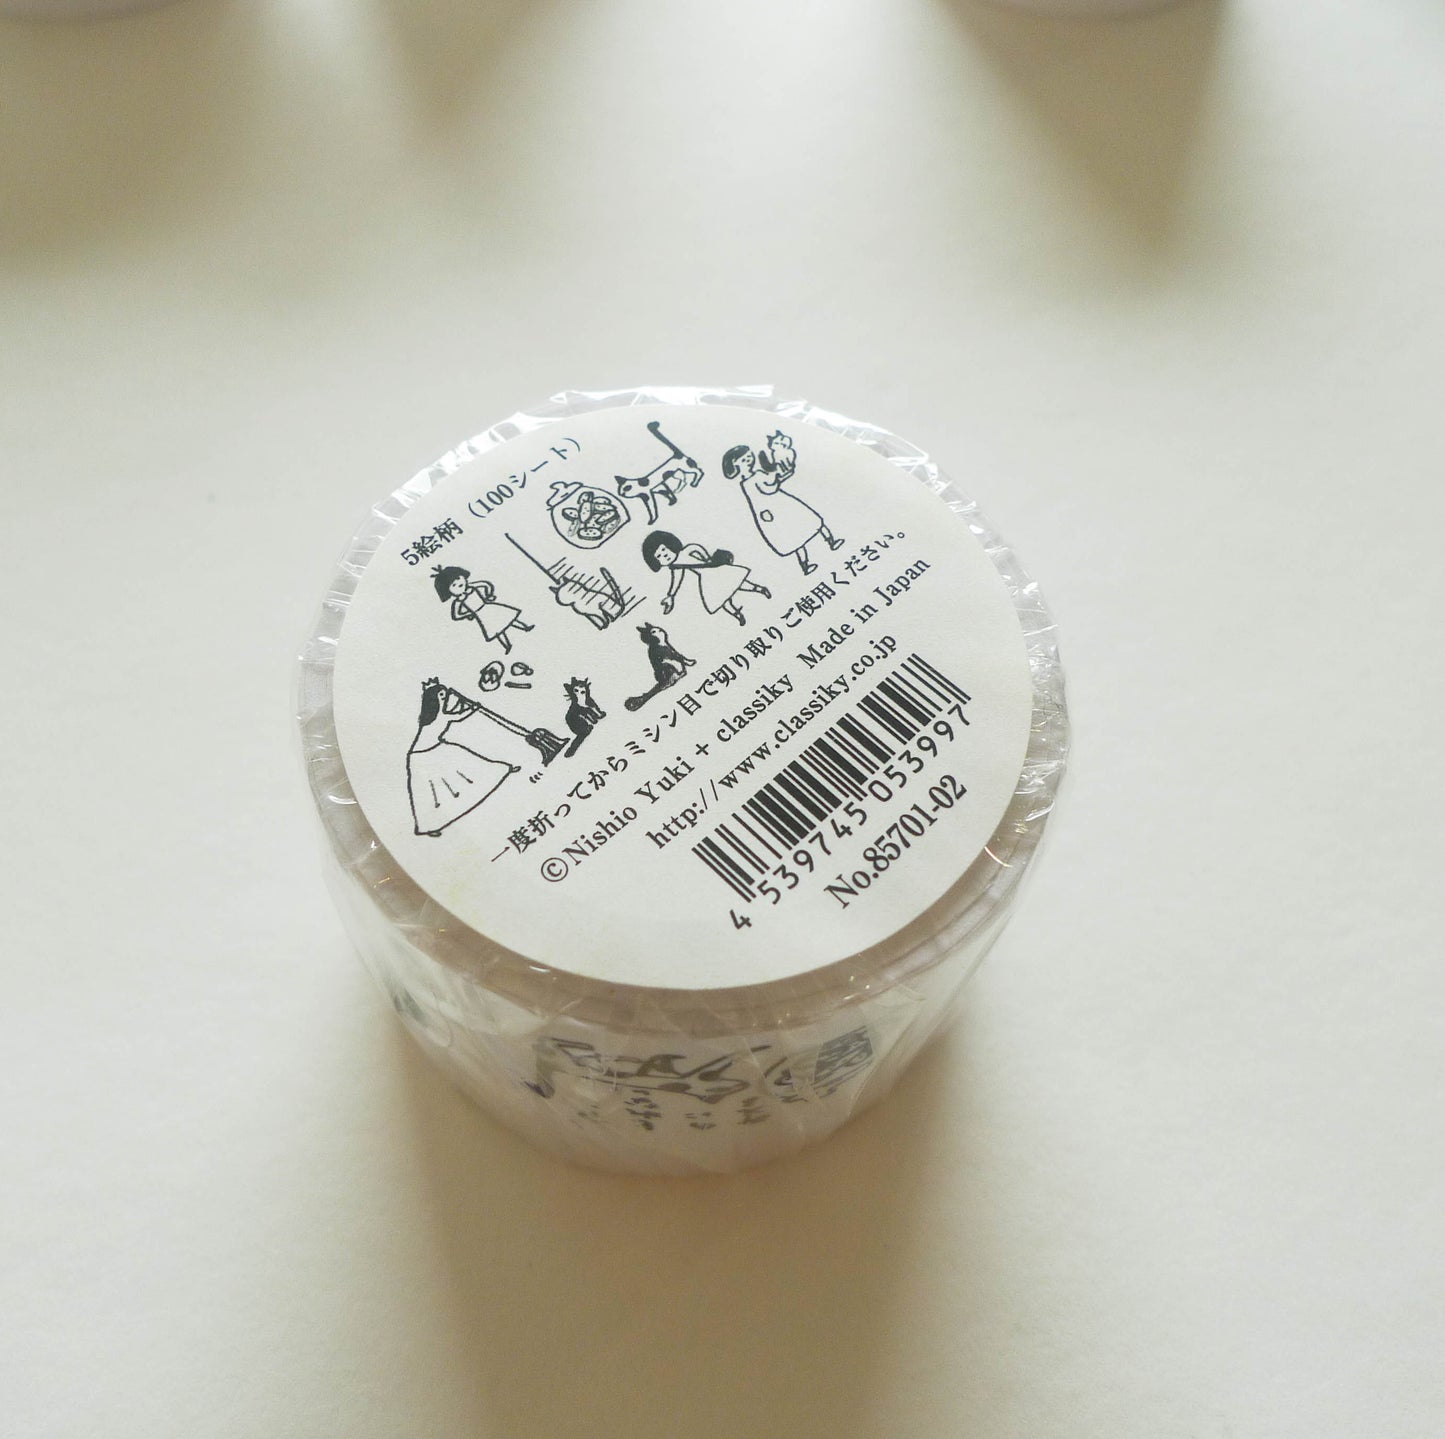 5絵柄（100シート）
一度折ってからミシン目で切り取りご使用ください。
©Nishio Yuki + classiky Made in Japan
http://www.classiky.co.jp
4 539745 053997
No.85701-02